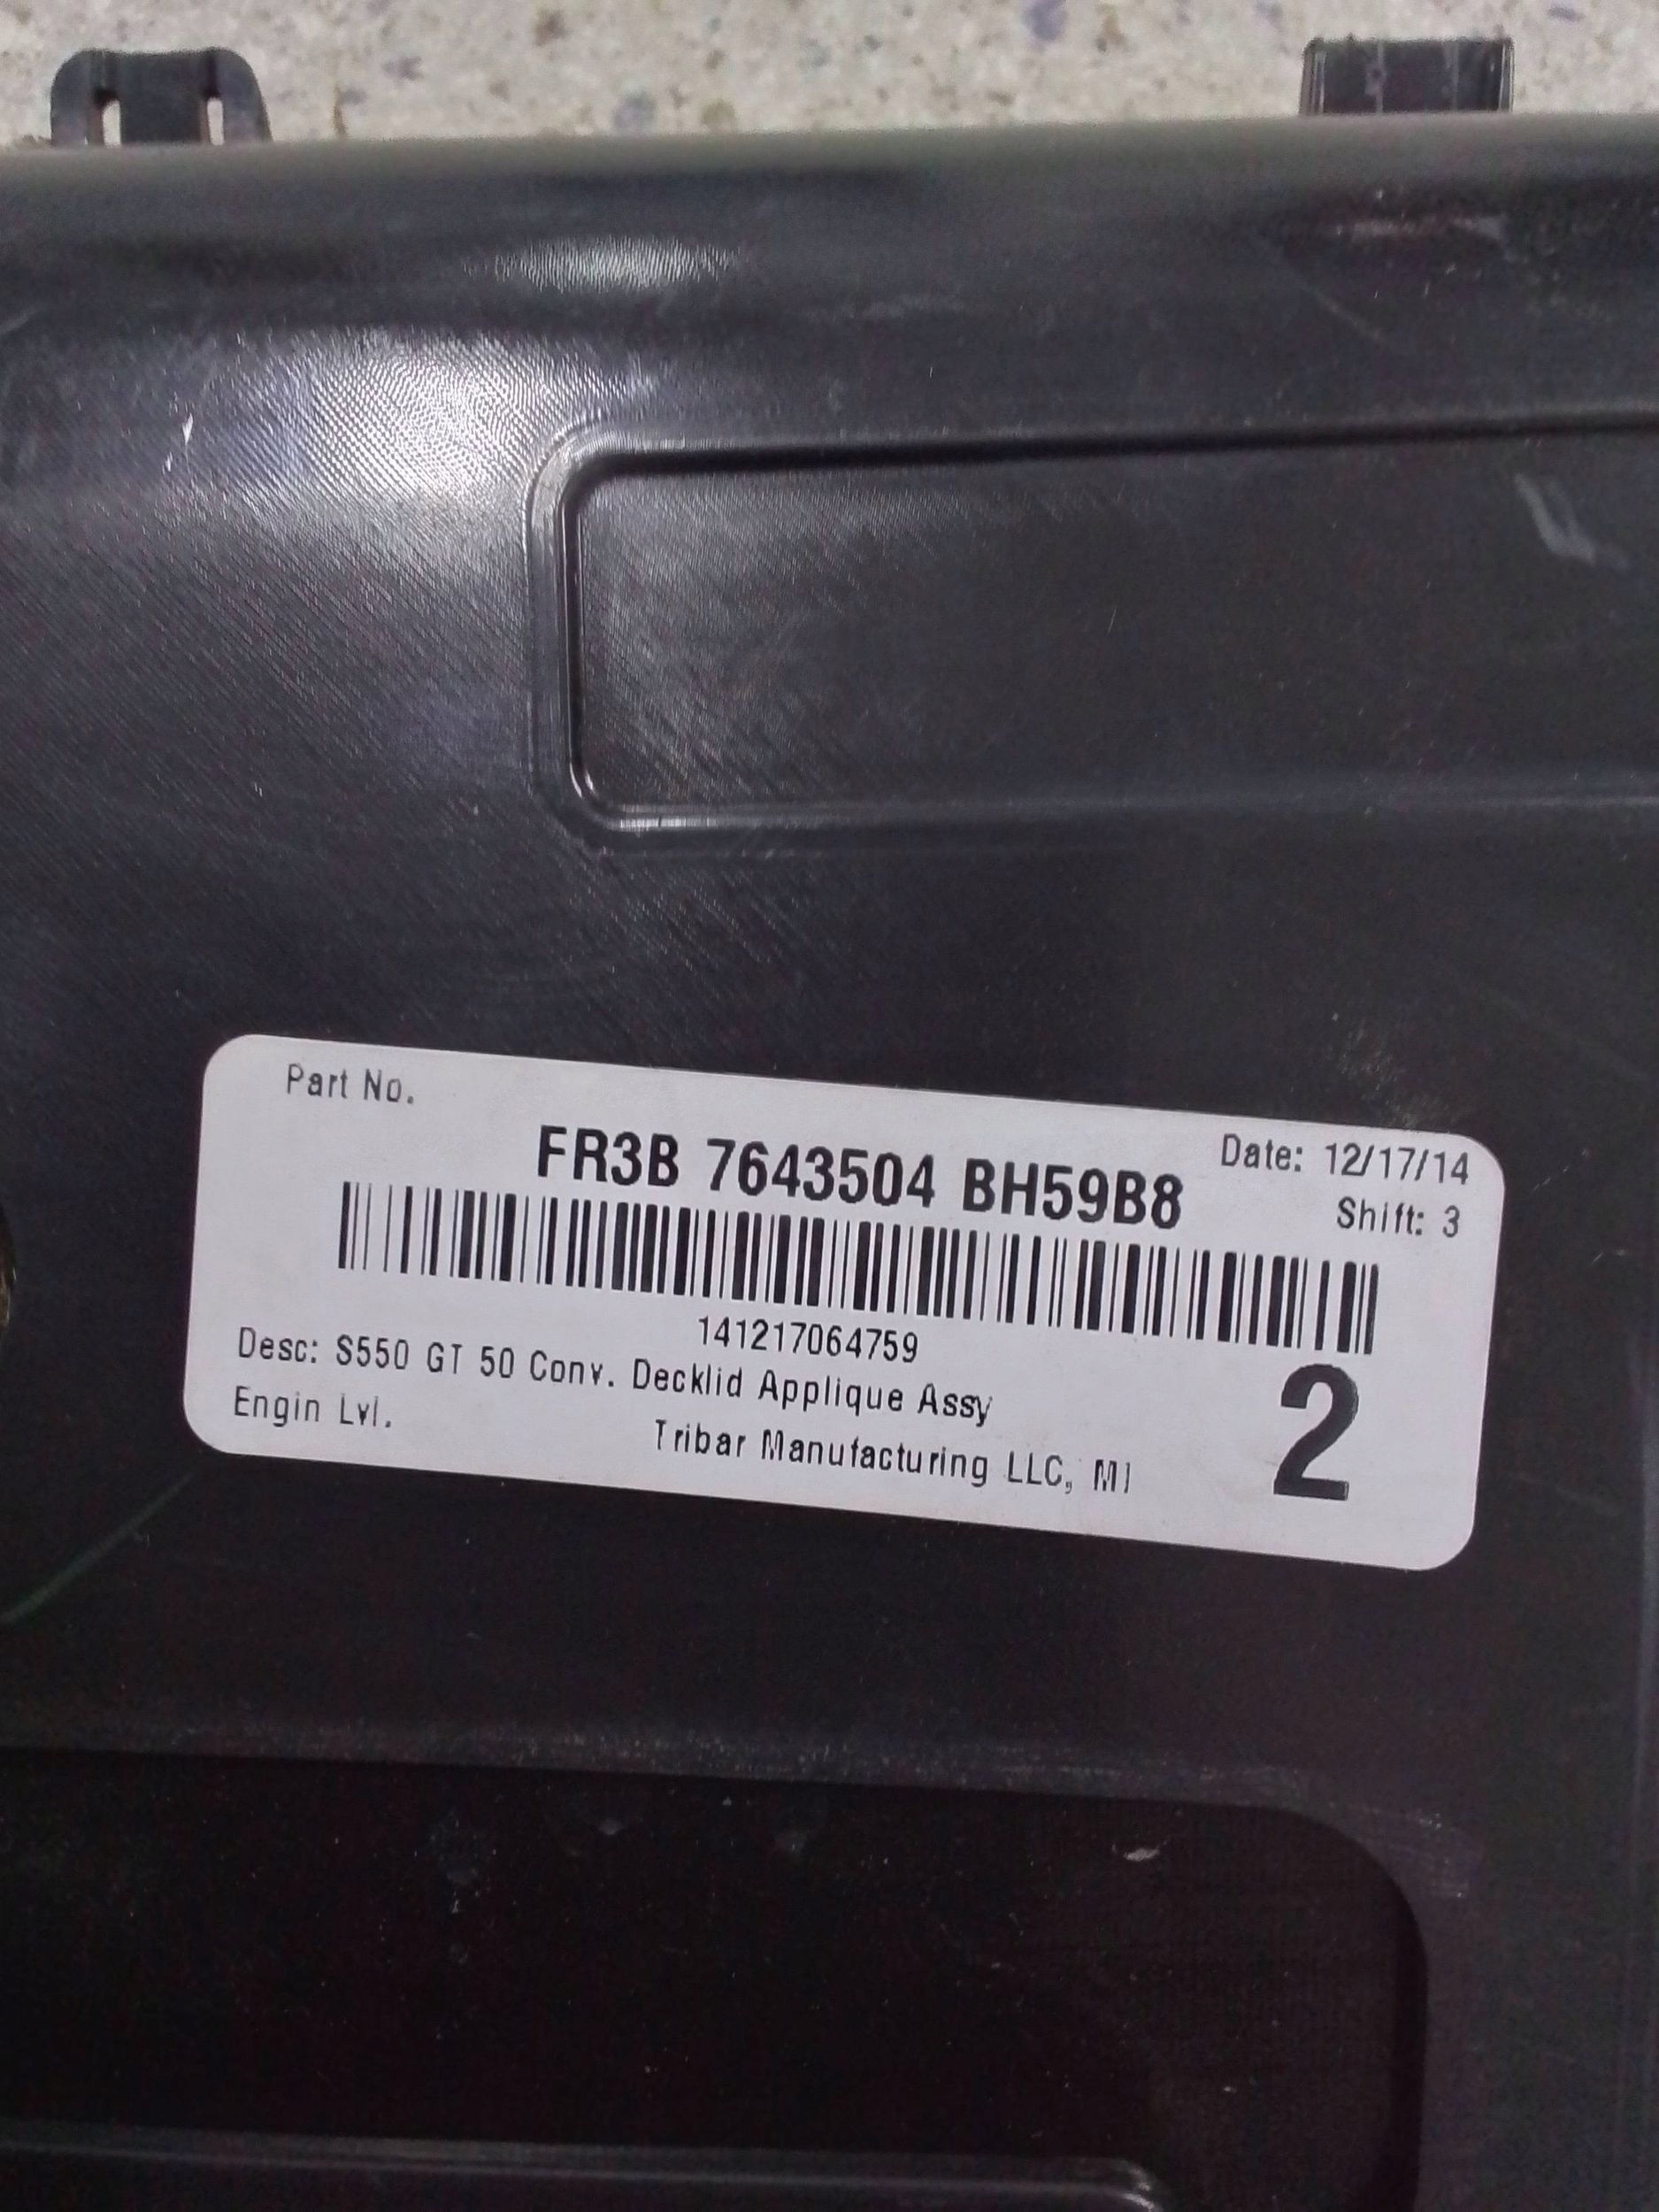 Part No.
Date: 12/17/14
FR3B 7643504 BH59B8
Shift: 3
141217064759
Desc: S550 GT 50 Conv. Decklid Applique Assy
2
Engin Lvl.
Tribar Manufacturing LLC, MI